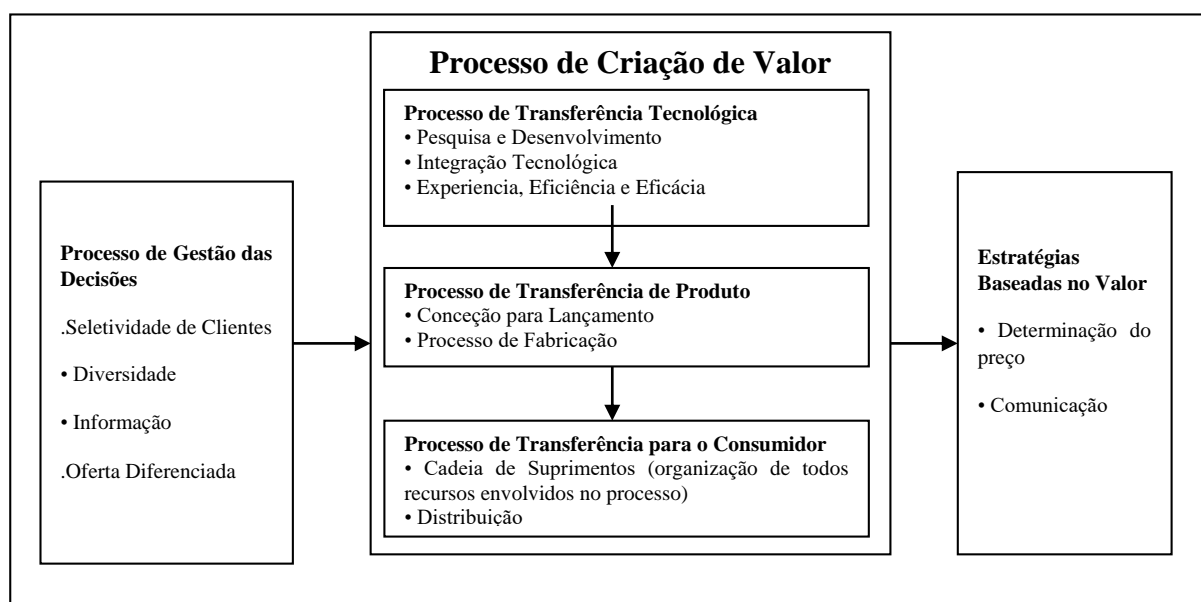 Processo de Gestão das
Decisões
.Seletividade de Clientes
• Diversidade
• Informação
.Oferta Diferenciada
Processo de Criação de Valor
Processo de Transferência Tecnológica
• Pesquisa e Desenvolvimento
• Integração Tecnológica
• Experiencia, Eficiência e Eficácia
Processo de Transferência de Produto
• Conceção para Lançamento
• Processo de Fabricação
Processo de Transferência para o Consumidor
• Cadeia de Suprimentos (organização de todos
recursos envolvidos no processo)
• Distribuição
Estratégias
Baseadas no Valor
• Determinação do
preço
• Comunicação